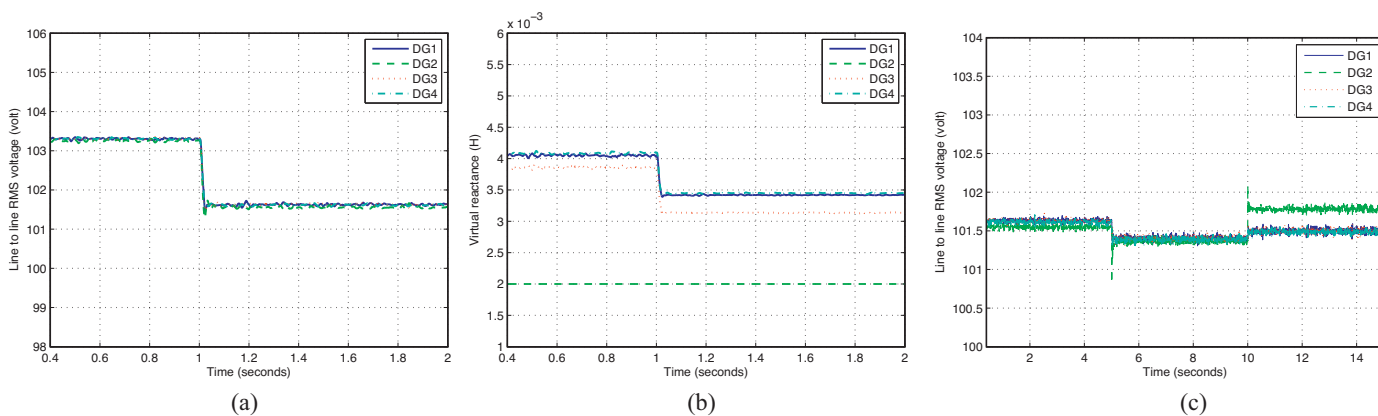 106
105
104
103
102
101
100
99
98
0.4 0.6 0.8 1 1.2 1.4 1.6 1.8 2
Line to line RMS voltage (volt)
Time (seconds)
DG1
DG2
DG3
DG4
(a)
x 10⁻³
6
5.5
5
4.5
4
3.5
3
2.5
2
1.5
1
0.4 0.6 0.8 1 1.2 1.4 1.6 1.8 2
Virtual reactance (H)
Time (seconds)
DG1
DG2
DG3
DG4
(b)
104
103.5
103
102.5
102
101.5
101
100.5
100
2 4 6 8 10 12 14
Line to line RMS voltage (volt)
Time (seconds)
DG1
DG2
DG3
DG4
(c)